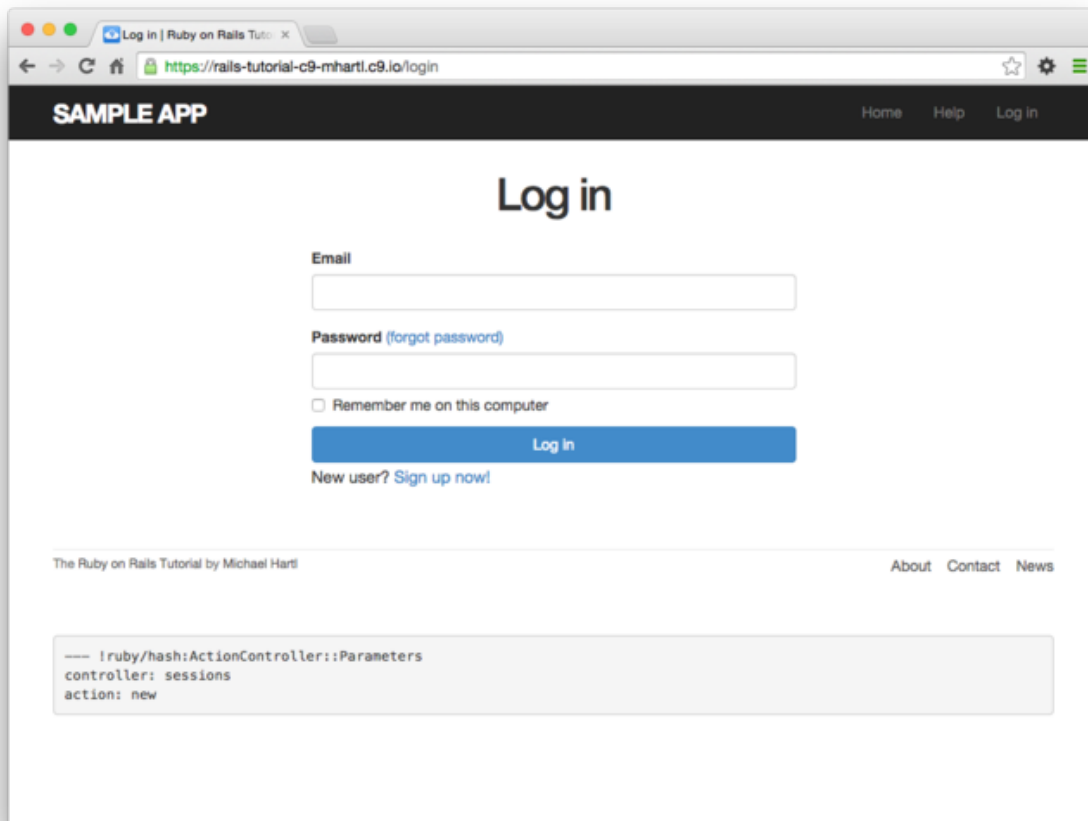 Log in | Ruby on Rails Tuto
https://rails-tutorial-c9-mhartl.c9.io/login
SAMPLE APP Home Help Log in
Log in
Email
Password (forgot password)
Remember me on this computer
Log in
New user? Sign up now!
The Ruby on Rails Tutorial by Michael Hartl About Contact News
--- !ruby/hash:ActionController::Parameters
controller: sessions
action: new